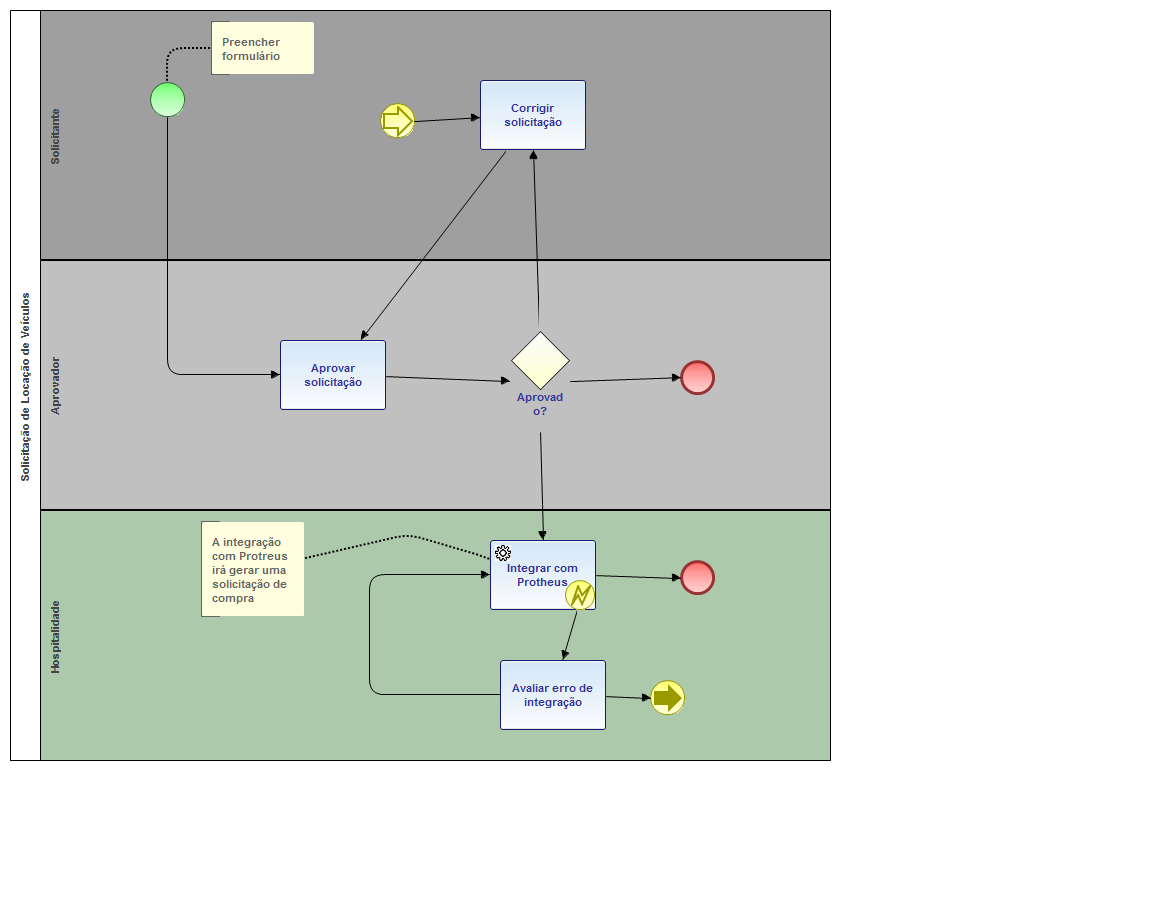 Solicitação de Locação de Veículos
Solicitante
Preencher
formulário
Corrigir
solicitação
Aprovador
Aprovar
solicitação
Aprovad
o?
Hospitalidade
A integração
com Protreus
irá gerar uma
solicitação de
compra
Integrar com
Protheus
Avaliar erro de
integração